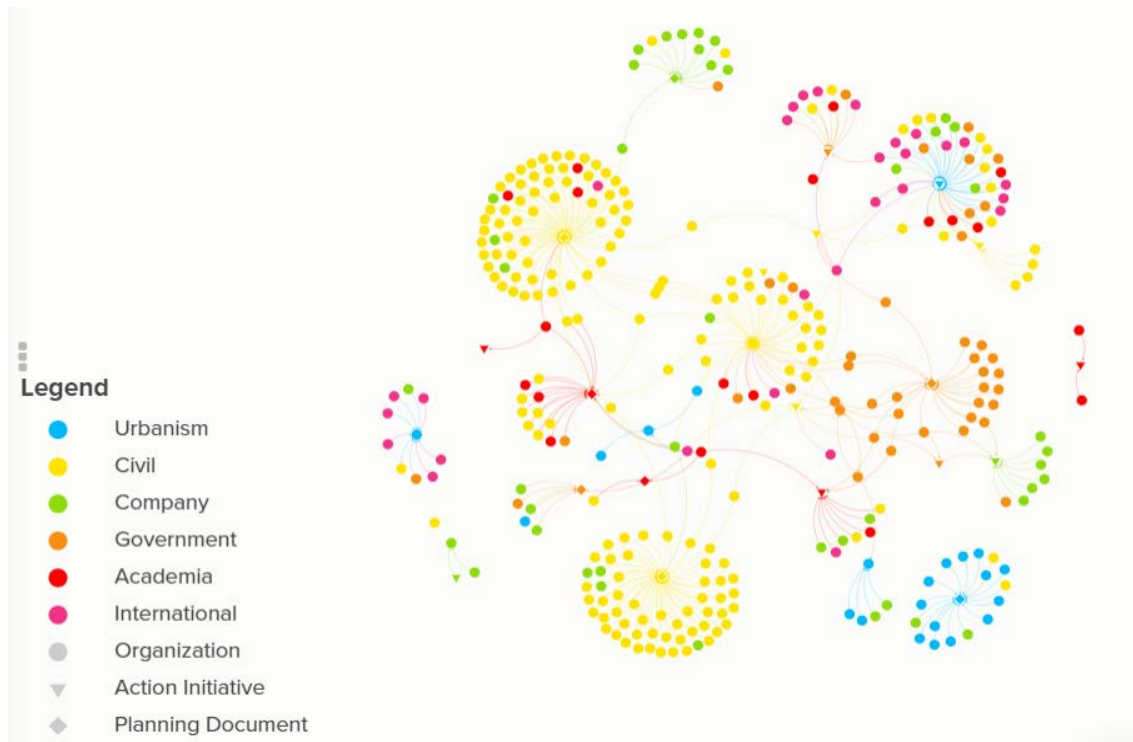 Legend
Urbanism
Civil
Company
Government
Academia
International
Organization
Action Initiative
Planning Document